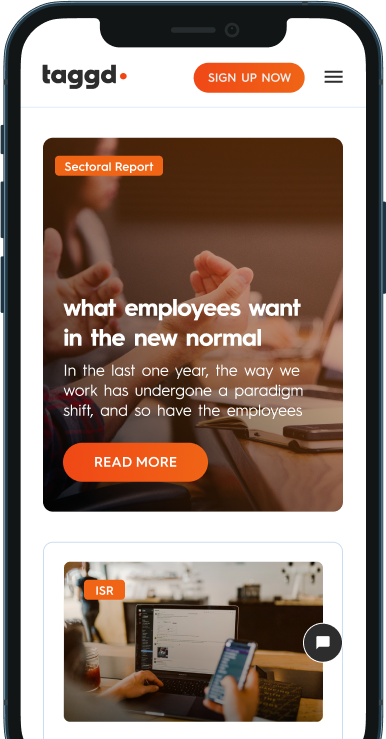 taggd
SIGN UP NOW
Sectoral Report
what employees want
in the new normal
In the last one year, the way we
work has undergone a paradigm
shift, and so have the employees
READ MORE
ISR